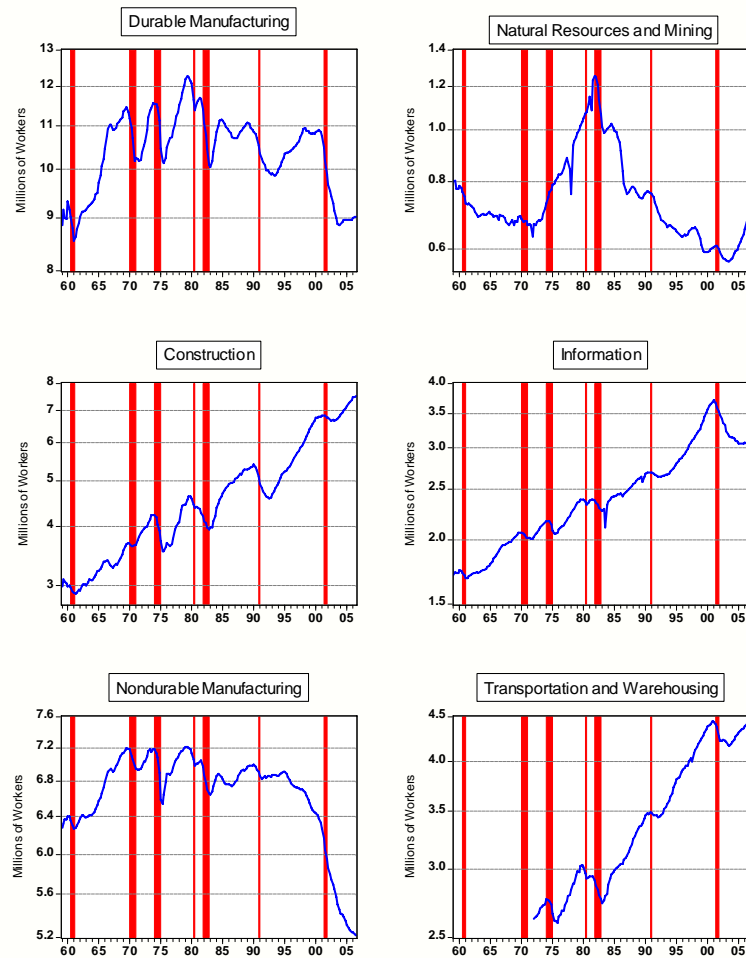 Durable Manufacturing
Millions of Workers
13
12
11
10
9
8
60 65 70 75 80 85 90 95 00 05
Natural Resources and Mining
Millions of Workers
1.4
1.2
1.0
0.8
0.6
60 65 70 75 80 85 90 95 00 05
Construction
Millions of Workers
8
7
6
5
4
3
60 65 70 75 80 85 90 95 00 05
Information
Millions of Workers
4.0
3.5
3.0
2.5
2.0
1.5
60 65 70 75 80 85 90 95 00 05
Nondurable Manufacturing
Millions of Workers
7.6
7.2
6.8
6.4
6.0
5.6
5.2
60 65 70 75 80 85 90 95 00 05
Transportation and Warehousing
Millions of Workers
4.5
4.0
3.5
3.0
2.5
60 65 70 75 80 85 90 95 00 05